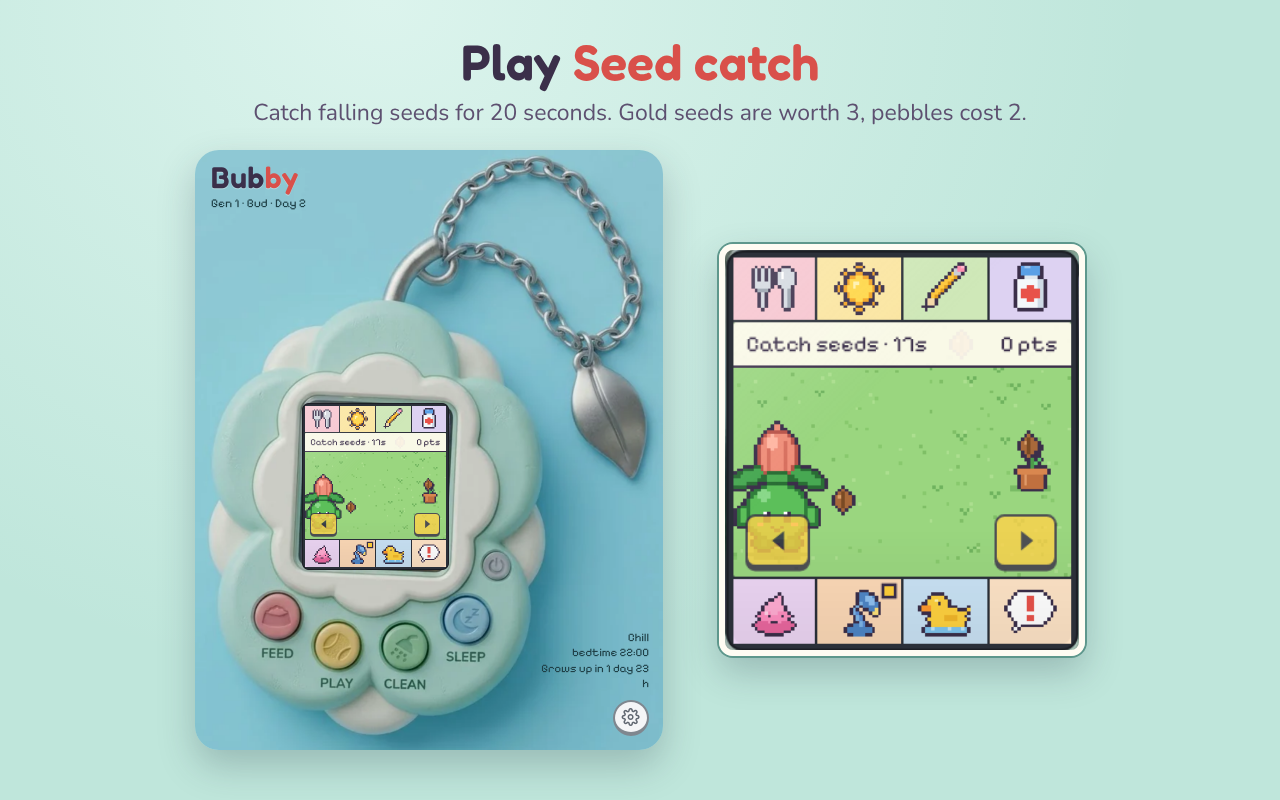 Play Seed catch
Catch falling seeds for 20 seconds. Gold seeds are worth 3, pebbles cost 2.
Bubby
Gen 1 · Bud · Day 2
Catch seeds · 17s 0 pts
FEED
PLAY
CLEAN
SLEEP
Chill
bedtime 22:00
Grows up in 1 day 23
h
Catch seeds · 17s 0 pts